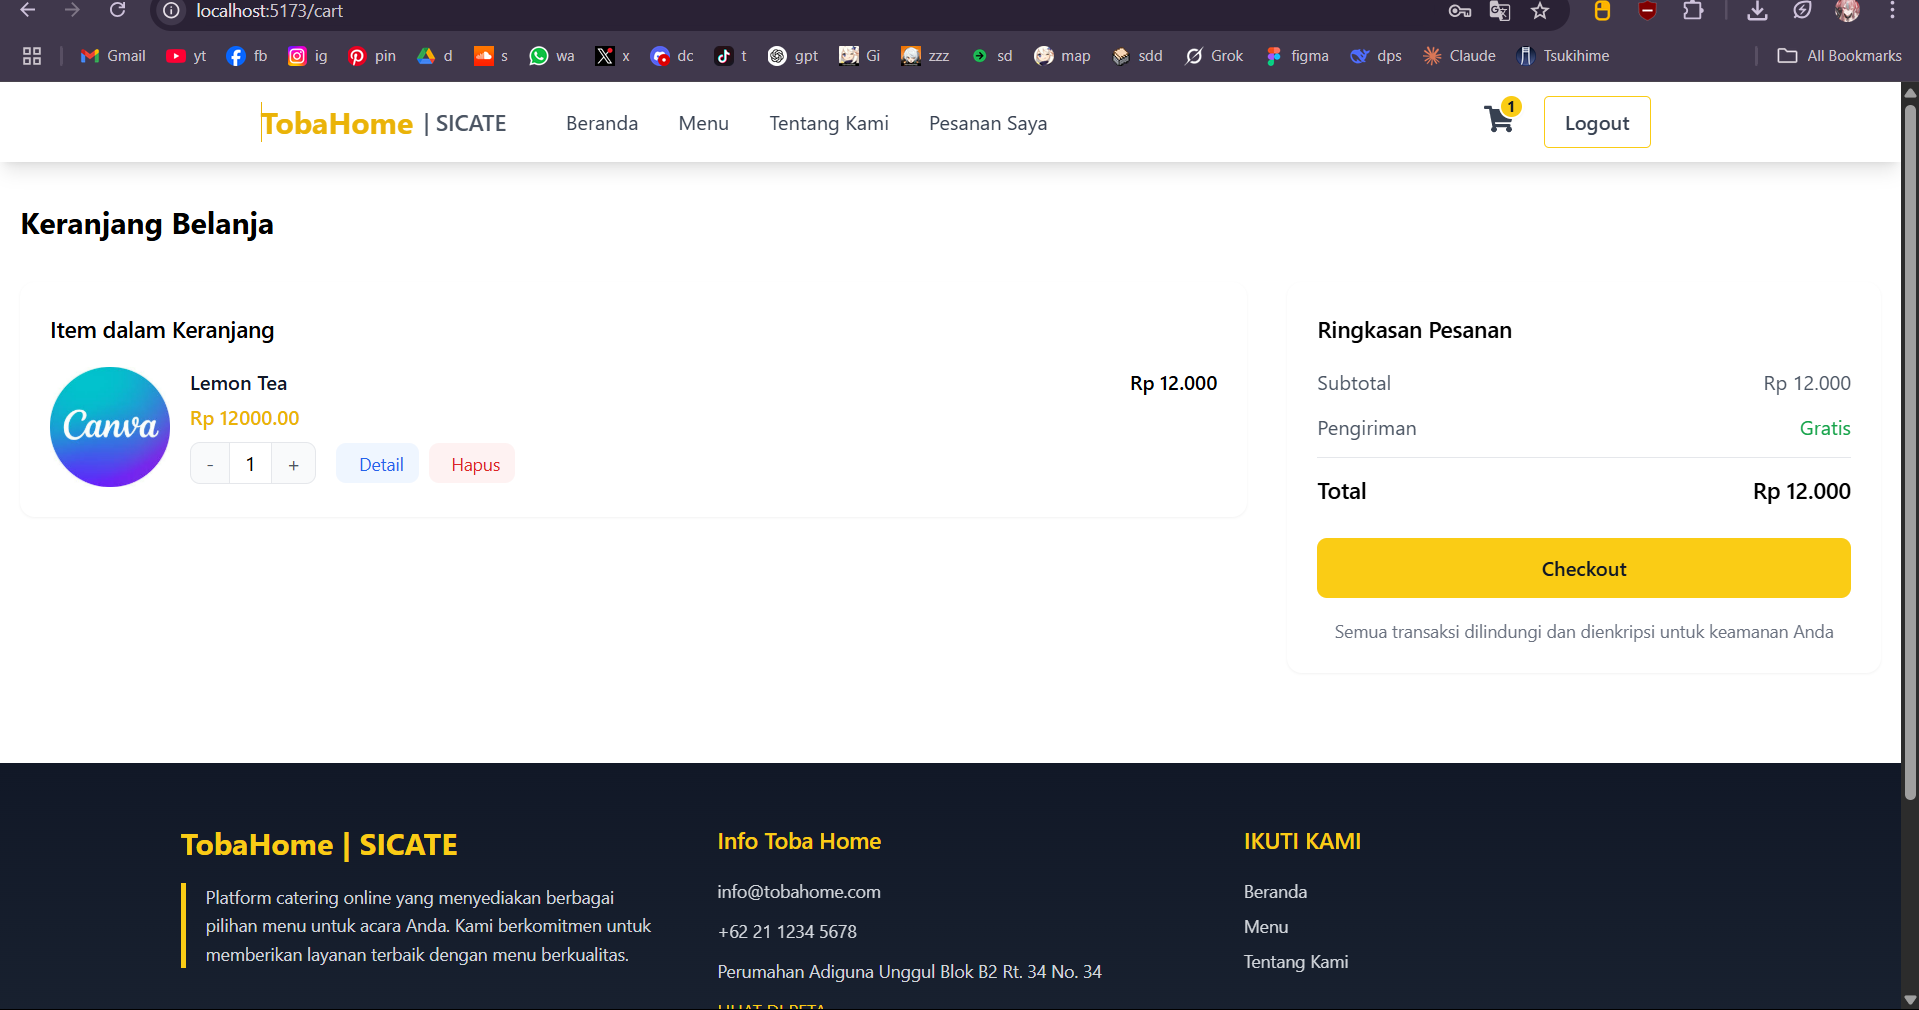 localhost:5173/cart
Gmail yt fb ig pin d s wa x dc t gpt Gi zzz sd map sdd Grok figma dps Claude Tsukihime All Bookmarks
TobaHome | SICATE Beranda Menu Tentang Kami Pesanan Saya 1 Logout
Keranjang Belanja
Item dalam Keranjang
Canva
Lemon Tea Rp 12.000
Rp 12000.00
- 1 + Detail Hapus
Ringkasan Pesanan
Subtotal Rp 12.000
Pengiriman Gratis
Total Rp 12.000
Checkout
Semua transaksi dilindungi dan dienkripsi untuk keamanan Anda
TobaHome | SICATE
Platform catering online yang menyediakan berbagai
pilihan menu untuk acara Anda. Kami berkomitmen untuk
memberikan layanan terbaik dengan menu berkualitas.
Info Toba Home
info@tobahome.com
+62 21 1234 5678
Perumahan Adiguna Unggul Blok B2 Rt. 34 No. 34
IKUTI KAMI
Beranda
Menu
Tentang Kami